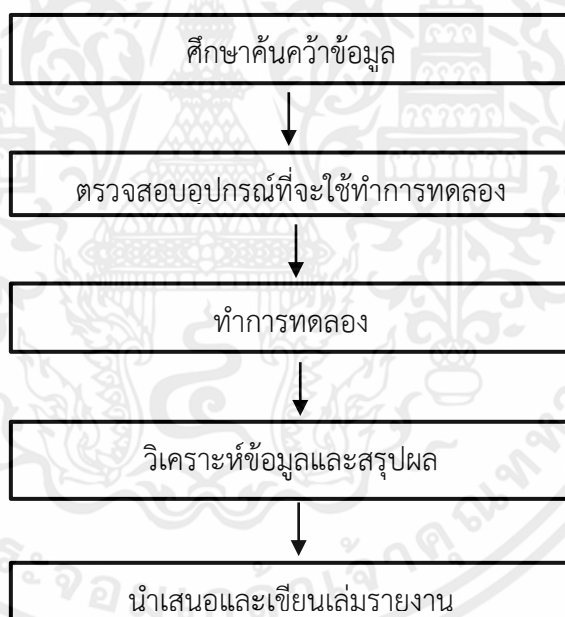 ศึกษาค้นคว้าข้อมูล
ตรวจสอบอุปกรณ์ที่จะใช้ทำการทดลอง
ทำการทดลอง
วิเคราะห์ข้อมูลและสรุปผล
นำเสนอและเขียนเล่มรายงาน